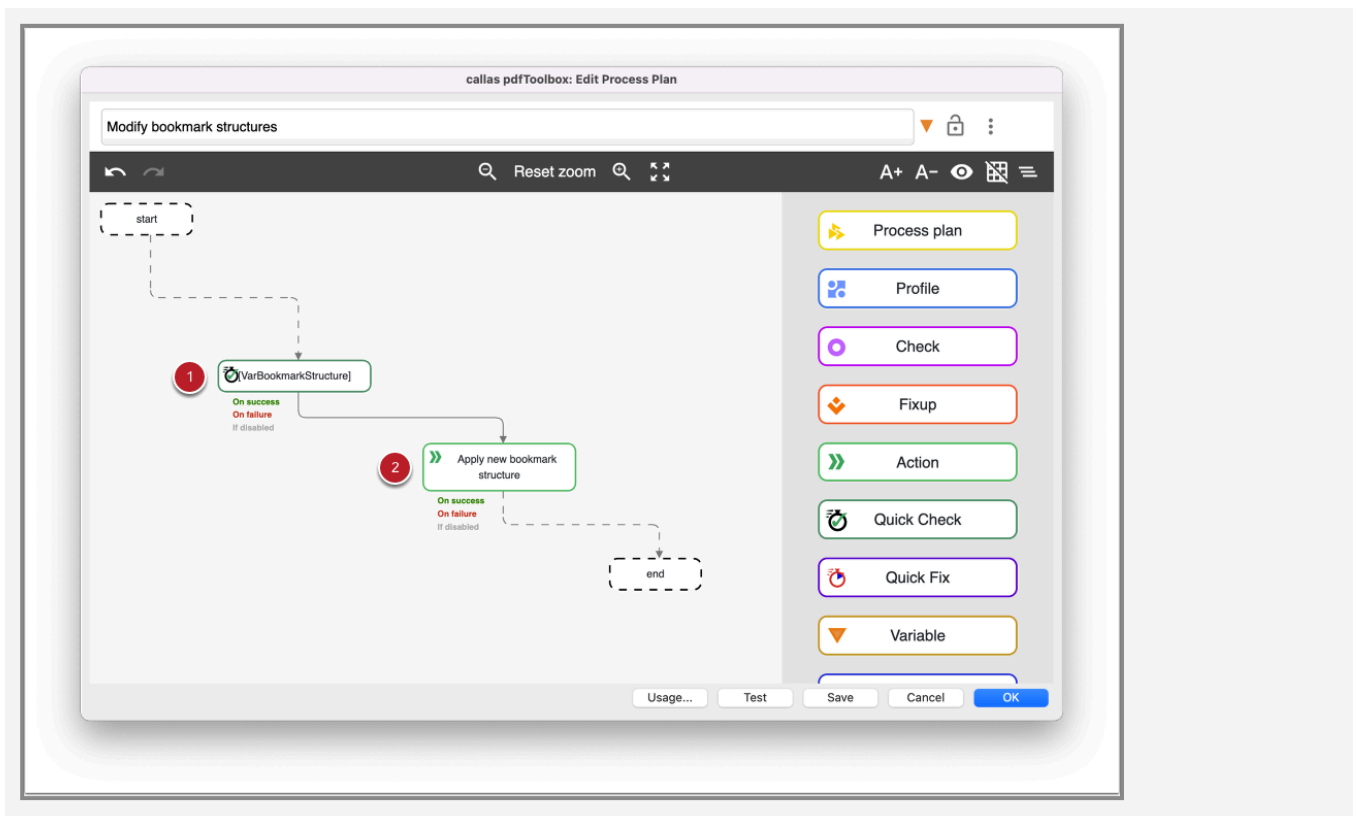 callas pdfToolbox: Edit Process Plan
Modify bookmark structures
Reset zoom
A+ A-
start
Process plan
Profile
Check
1
[VarBookmarkStructure]
On success
On failure
If disabled
Fixup
2
Apply new bookmark
structure
Action
On success
On failure
If disabled
Quick Check
end
Quick Fix
Variable
Usage... Test Save Cancel OK